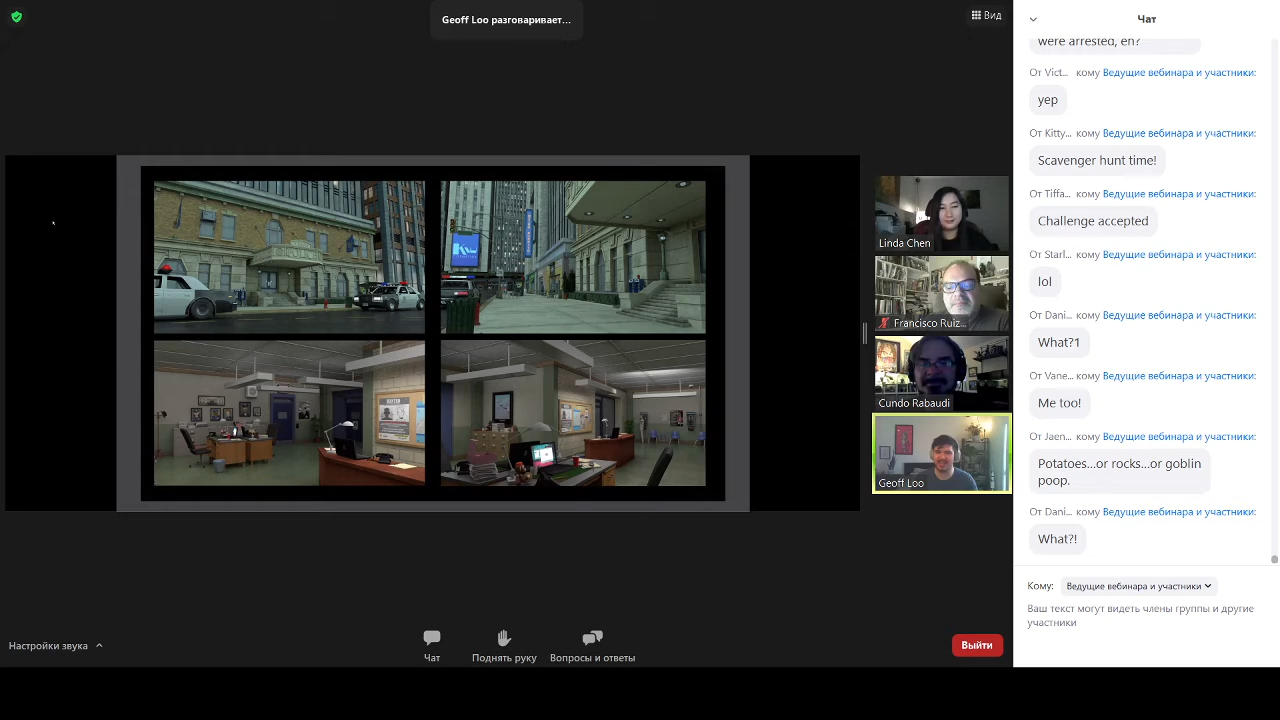 Geoff Loo разговаривает...
Вид
Чат
were arrested, eh?
От Vict... кому Ведущие вебинара и участники:
yep
От Kitty... кому Ведущие вебинара и участники:
Scavenger hunt time!
От Tiffa... кому Ведущие вебинара и участники:
Challenge accepted
От Starl... кому Ведущие вебинара и участники:
lol
От Dani... кому Ведущие вебинара и участники:
What?1
От Vane... кому Ведущие вебинара и участники:
Me too!
От Jaen... кому Ведущие вебинара и участники:
Potatoes...or rocks...or goblin
poop.
От Dani... кому Ведущие вебинара и участники:
What?!
Linda Chen
Francisco Ruiz...
Cundo Rabaudi
Geoff Loo
Кому: Ведущие вебинара и участники
Ваш текст могут видеть члены группы и другие
участники
Настройки звука
Чат
Поднять руку
Вопросы и ответы
Выйти